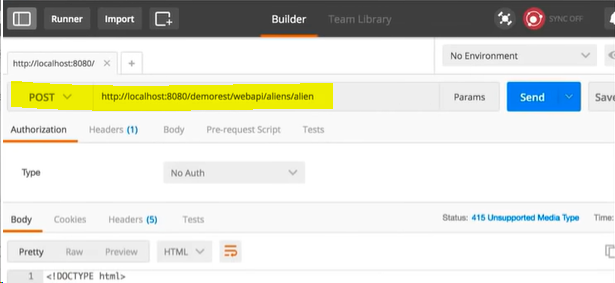 Runner Import Builder Team Library SYNC OFF
http://localhost:8080/ × + No Environment
POST http://localhost:8080/demorest/webapi/aliens/alien Params Send Save
Authorization Headers (1) Body Pre-request Script Tests
Type No Auth
Body Cookies Headers (5) Tests Status: 415 Unsupported Media Type Time:
Pretty Raw Preview HTML
1 <!DOCTYPE html>